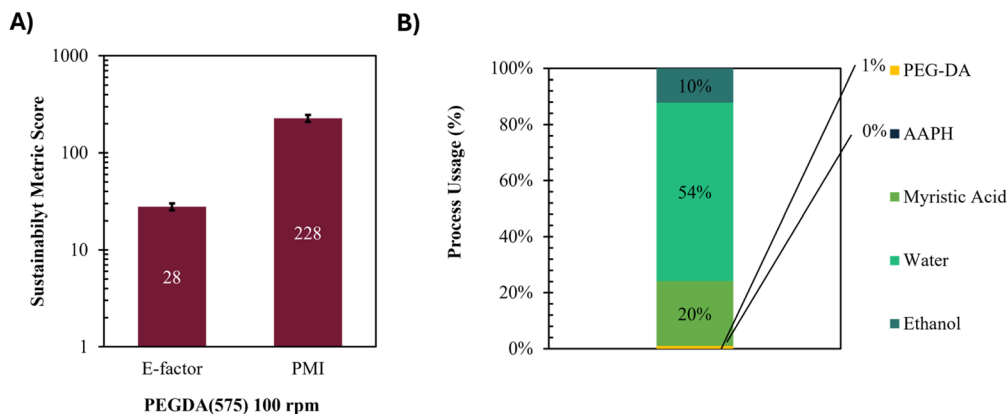 A)
Sustainabilyt Metric Score
1000
100
10
1
28
228
E-factor
PMI
PEGDA(575) 100 rpm
B)
Process Ussage (%)
100%
80%
60%
40%
20%
0%
10%
54%
20%
1%
0%
PEG-DA
AAPH
Myristic Acid
Water
Ethanol